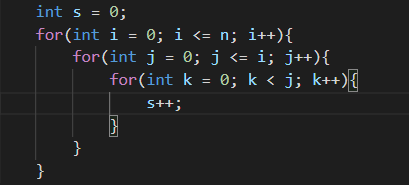 int s = 0;
for(int i = 0; i <= n; i++){
for(int j = 0; j <= i; j++){
for(int k = 0; k < j; k++){
s++;
}
}
}